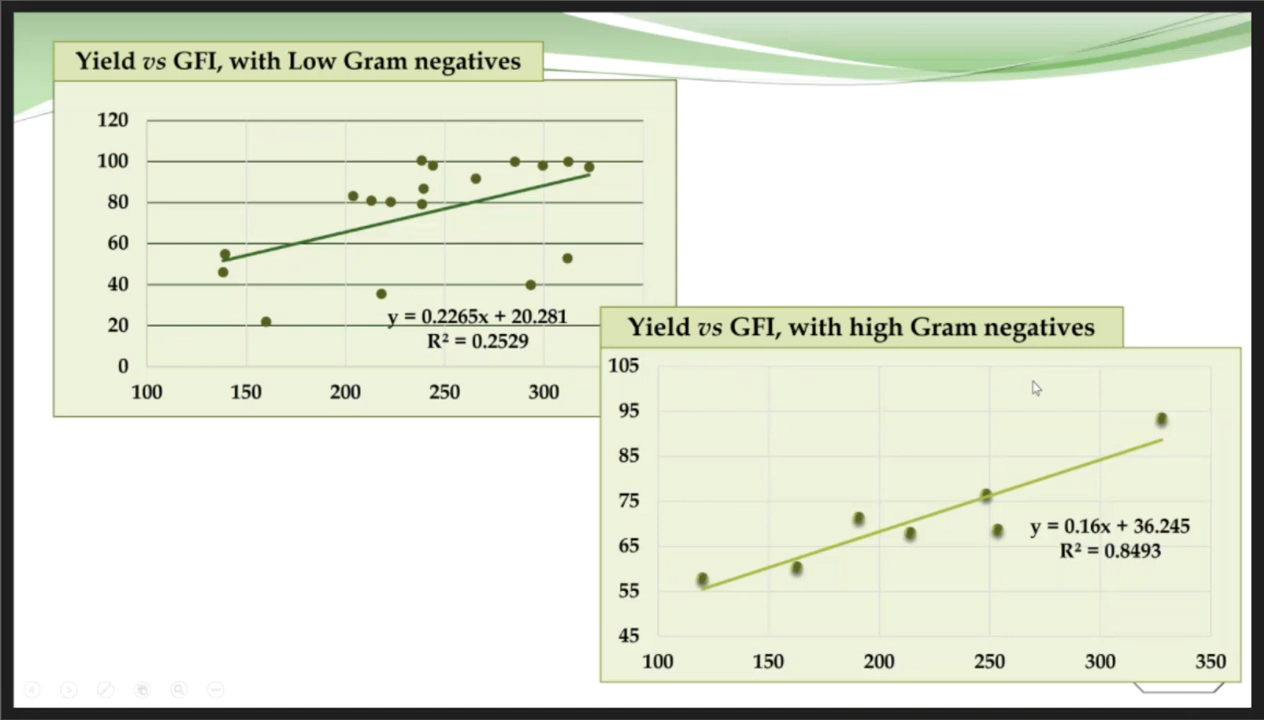 Yield vs GFI, with Low Gram negatives
120
100
80
60
40
20
0
y = 0.2265x + 20.281
R² = 0.2529
100 150 200 250 300
Yield vs GFI, with high Gram negatives
105
95
85
75
65
55
45
y = 0.16x + 36.245
R² = 0.8493
100 150 200 250 300 350